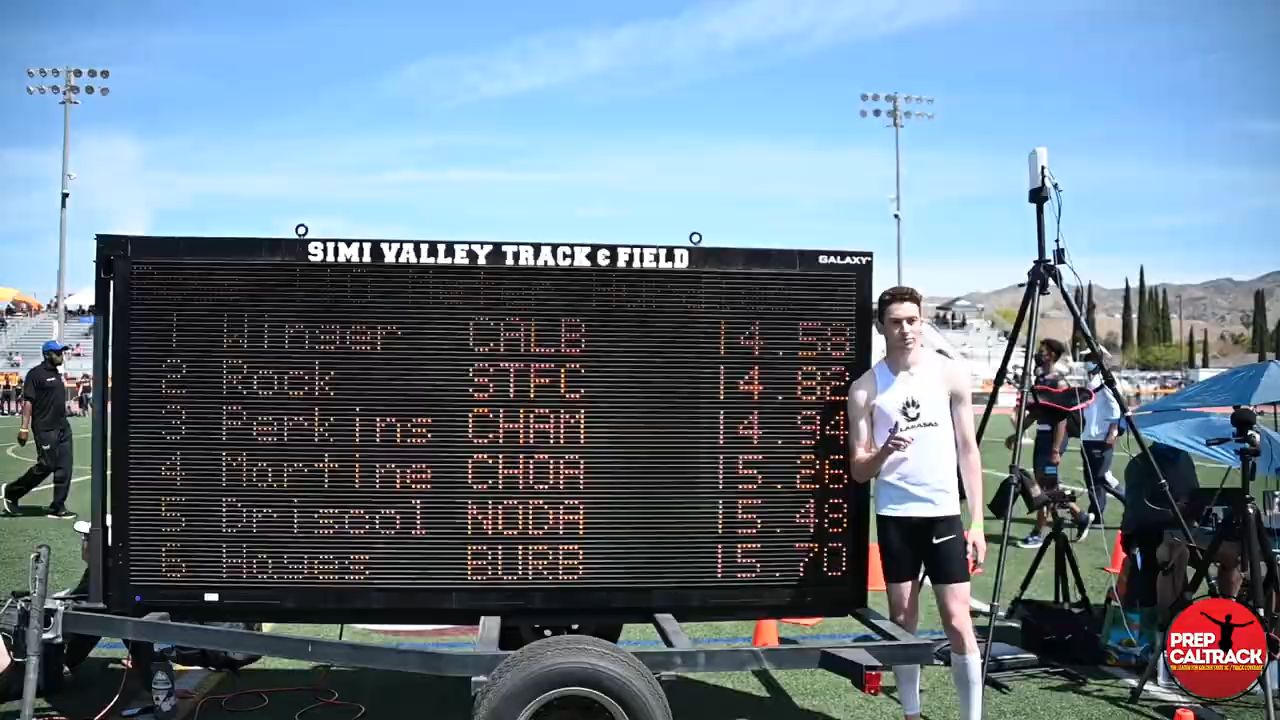 SIMI VALLEY TRACK & FIELD
GALAXY
1 Winger CALB 14.58
2 Rock STFC 14.82
3 Perkins CHAM 14.94
4 Martine CHOA 15.26
5 Driscol NODA 15.48
6 Hayes BURB 15.70
CALABASAS
PREP
CALTRACK